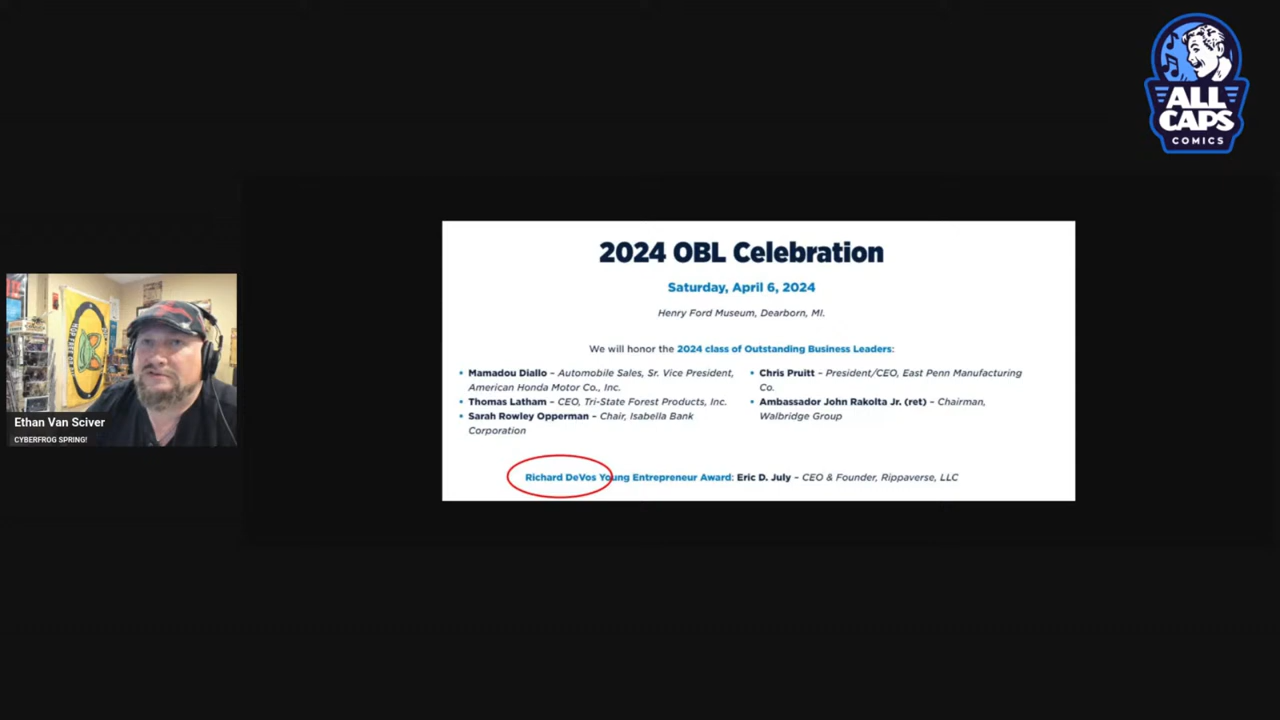 ALL
CAPS
COMICS
2024 OBL Celebration
Saturday, April 6, 2024
Henry Ford Museum, Dearborn, MI.
We will honor the 2024 class of Outstanding Business Leaders:
• Mamadou Diallo – Automobile Sales, Sr. Vice President,
American Honda Motor Co., Inc.
• Thomas Latham – CEO, Tri-State Forest Products, Inc.
• Sarah Rowley Opperman – Chair, Isabella Bank
Corporation
• Chris Pruitt – President/CEO, East Penn Manufacturing
Co.
• Ambassador John Rakolta Jr. (ret) – Chairman,
Walbridge Group
Richard DeVos Young Entrepreneur Award: Eric D. July – CEO & Founder, Rippaverse, LLC
Ethan Van Sciver
CYBERFROG SPRING!